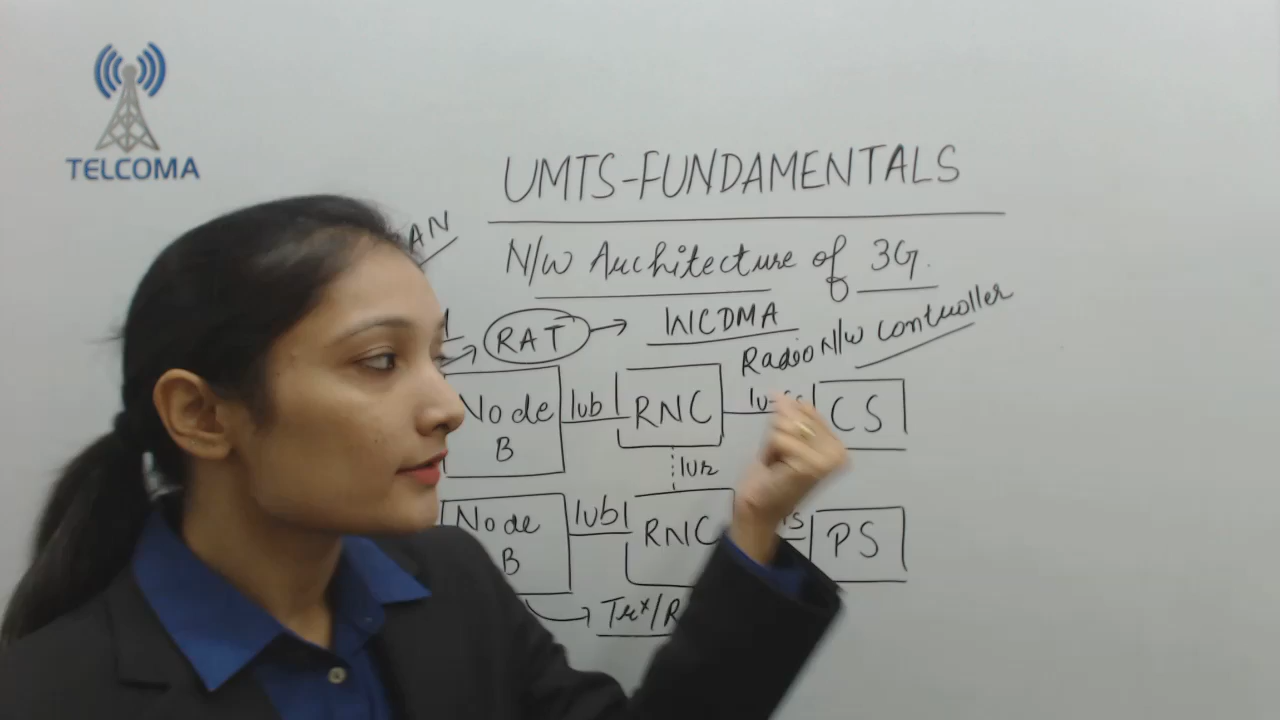 TELCOMA
UMTS-FUNDAMENTALS
N/W Architecture of 3G.
RAT → WCDMA
Radio N/W controller
Node B
Iub
RNC
CS
Iur
Node B
Iub
RNC
PS